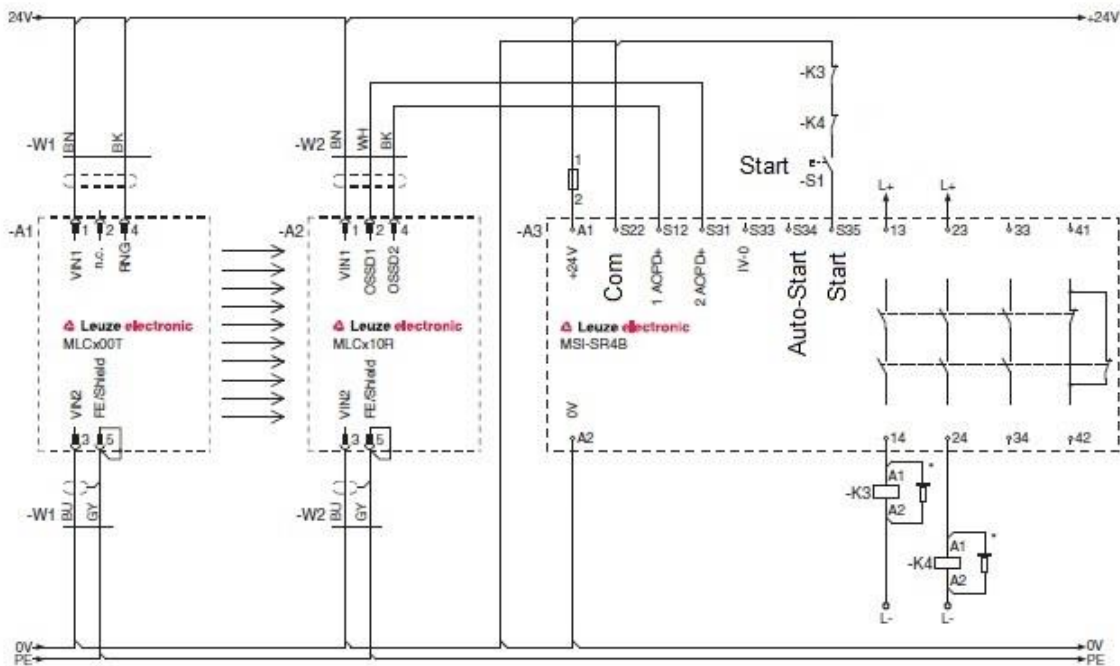 24V
+24V
-K3
-K4
-W1
BN
BK
-W2
BN
WH
BK
Start
-S1
1
2
L+
L+
-A1
1
2
4
-A2
1
2
4
-A3
A1
S22
S12
S31
S33
S34
S35
13
23
33
41
VIN1
n.c.
RNG
VIN1
OSSD1
OSSD2
+24V
Com
1 AOPD+
2 AOPD+
IV-0
Auto-Start
Start
Leuze electronic
MLCx00T
Leuze electronic
MLCx10R
Leuze electronic
MSI-SR4B
VIN2
FE/Shield
VIN2
FE/Shield
0V
3
5
3
5
A2
14
24
34
42
-W1
BU
GY
-W2
BU
GY
-K3
A1
A2
*
-K4
A1
A2
*
L-
L-
0V
0V
PE
PE